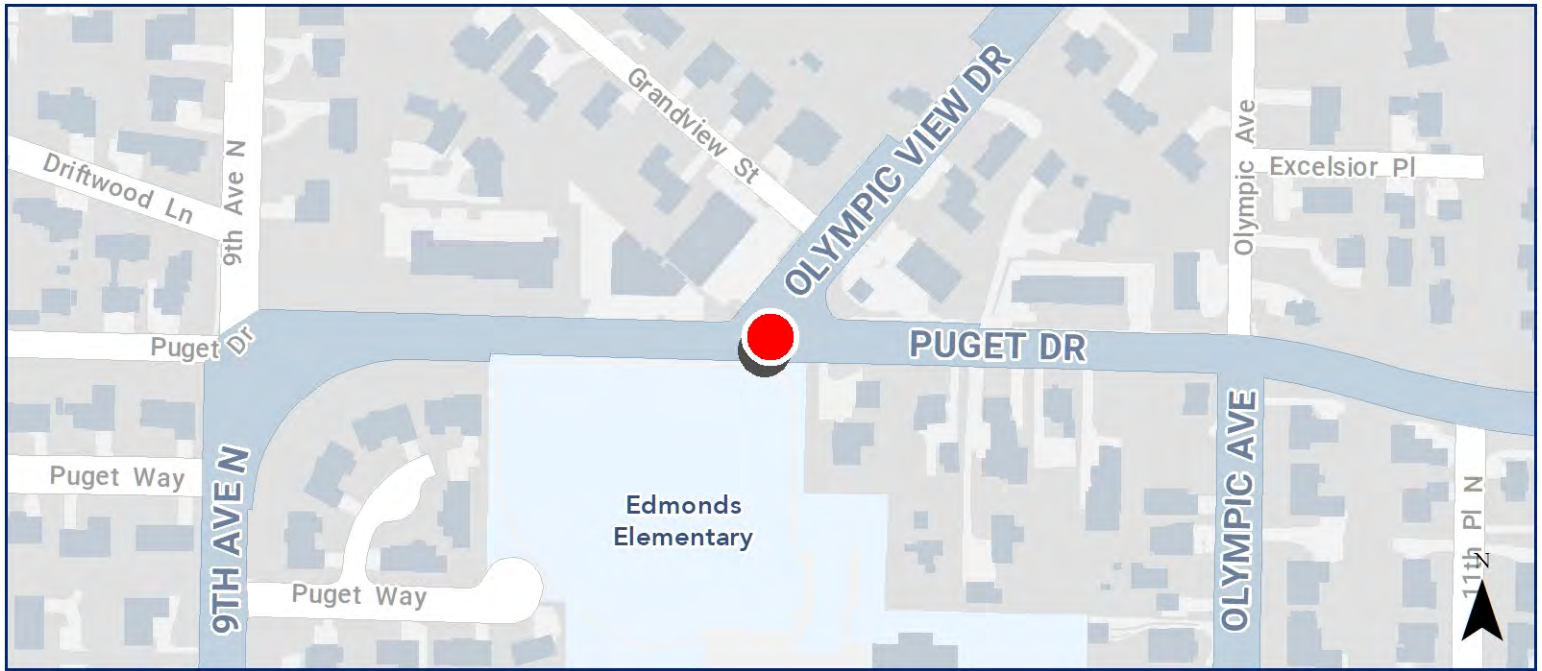 Grandview St
OLYMPIC VIEW DR
Olympic Ave
Excelsior Pl
Driftwood Ln
9th Ave N
Puget Dr
PUGET DR
Puget Way
9TH AVE N
Edmonds
Elementary
OLYMPIC AVE
11th Pl N
N
Puget Way